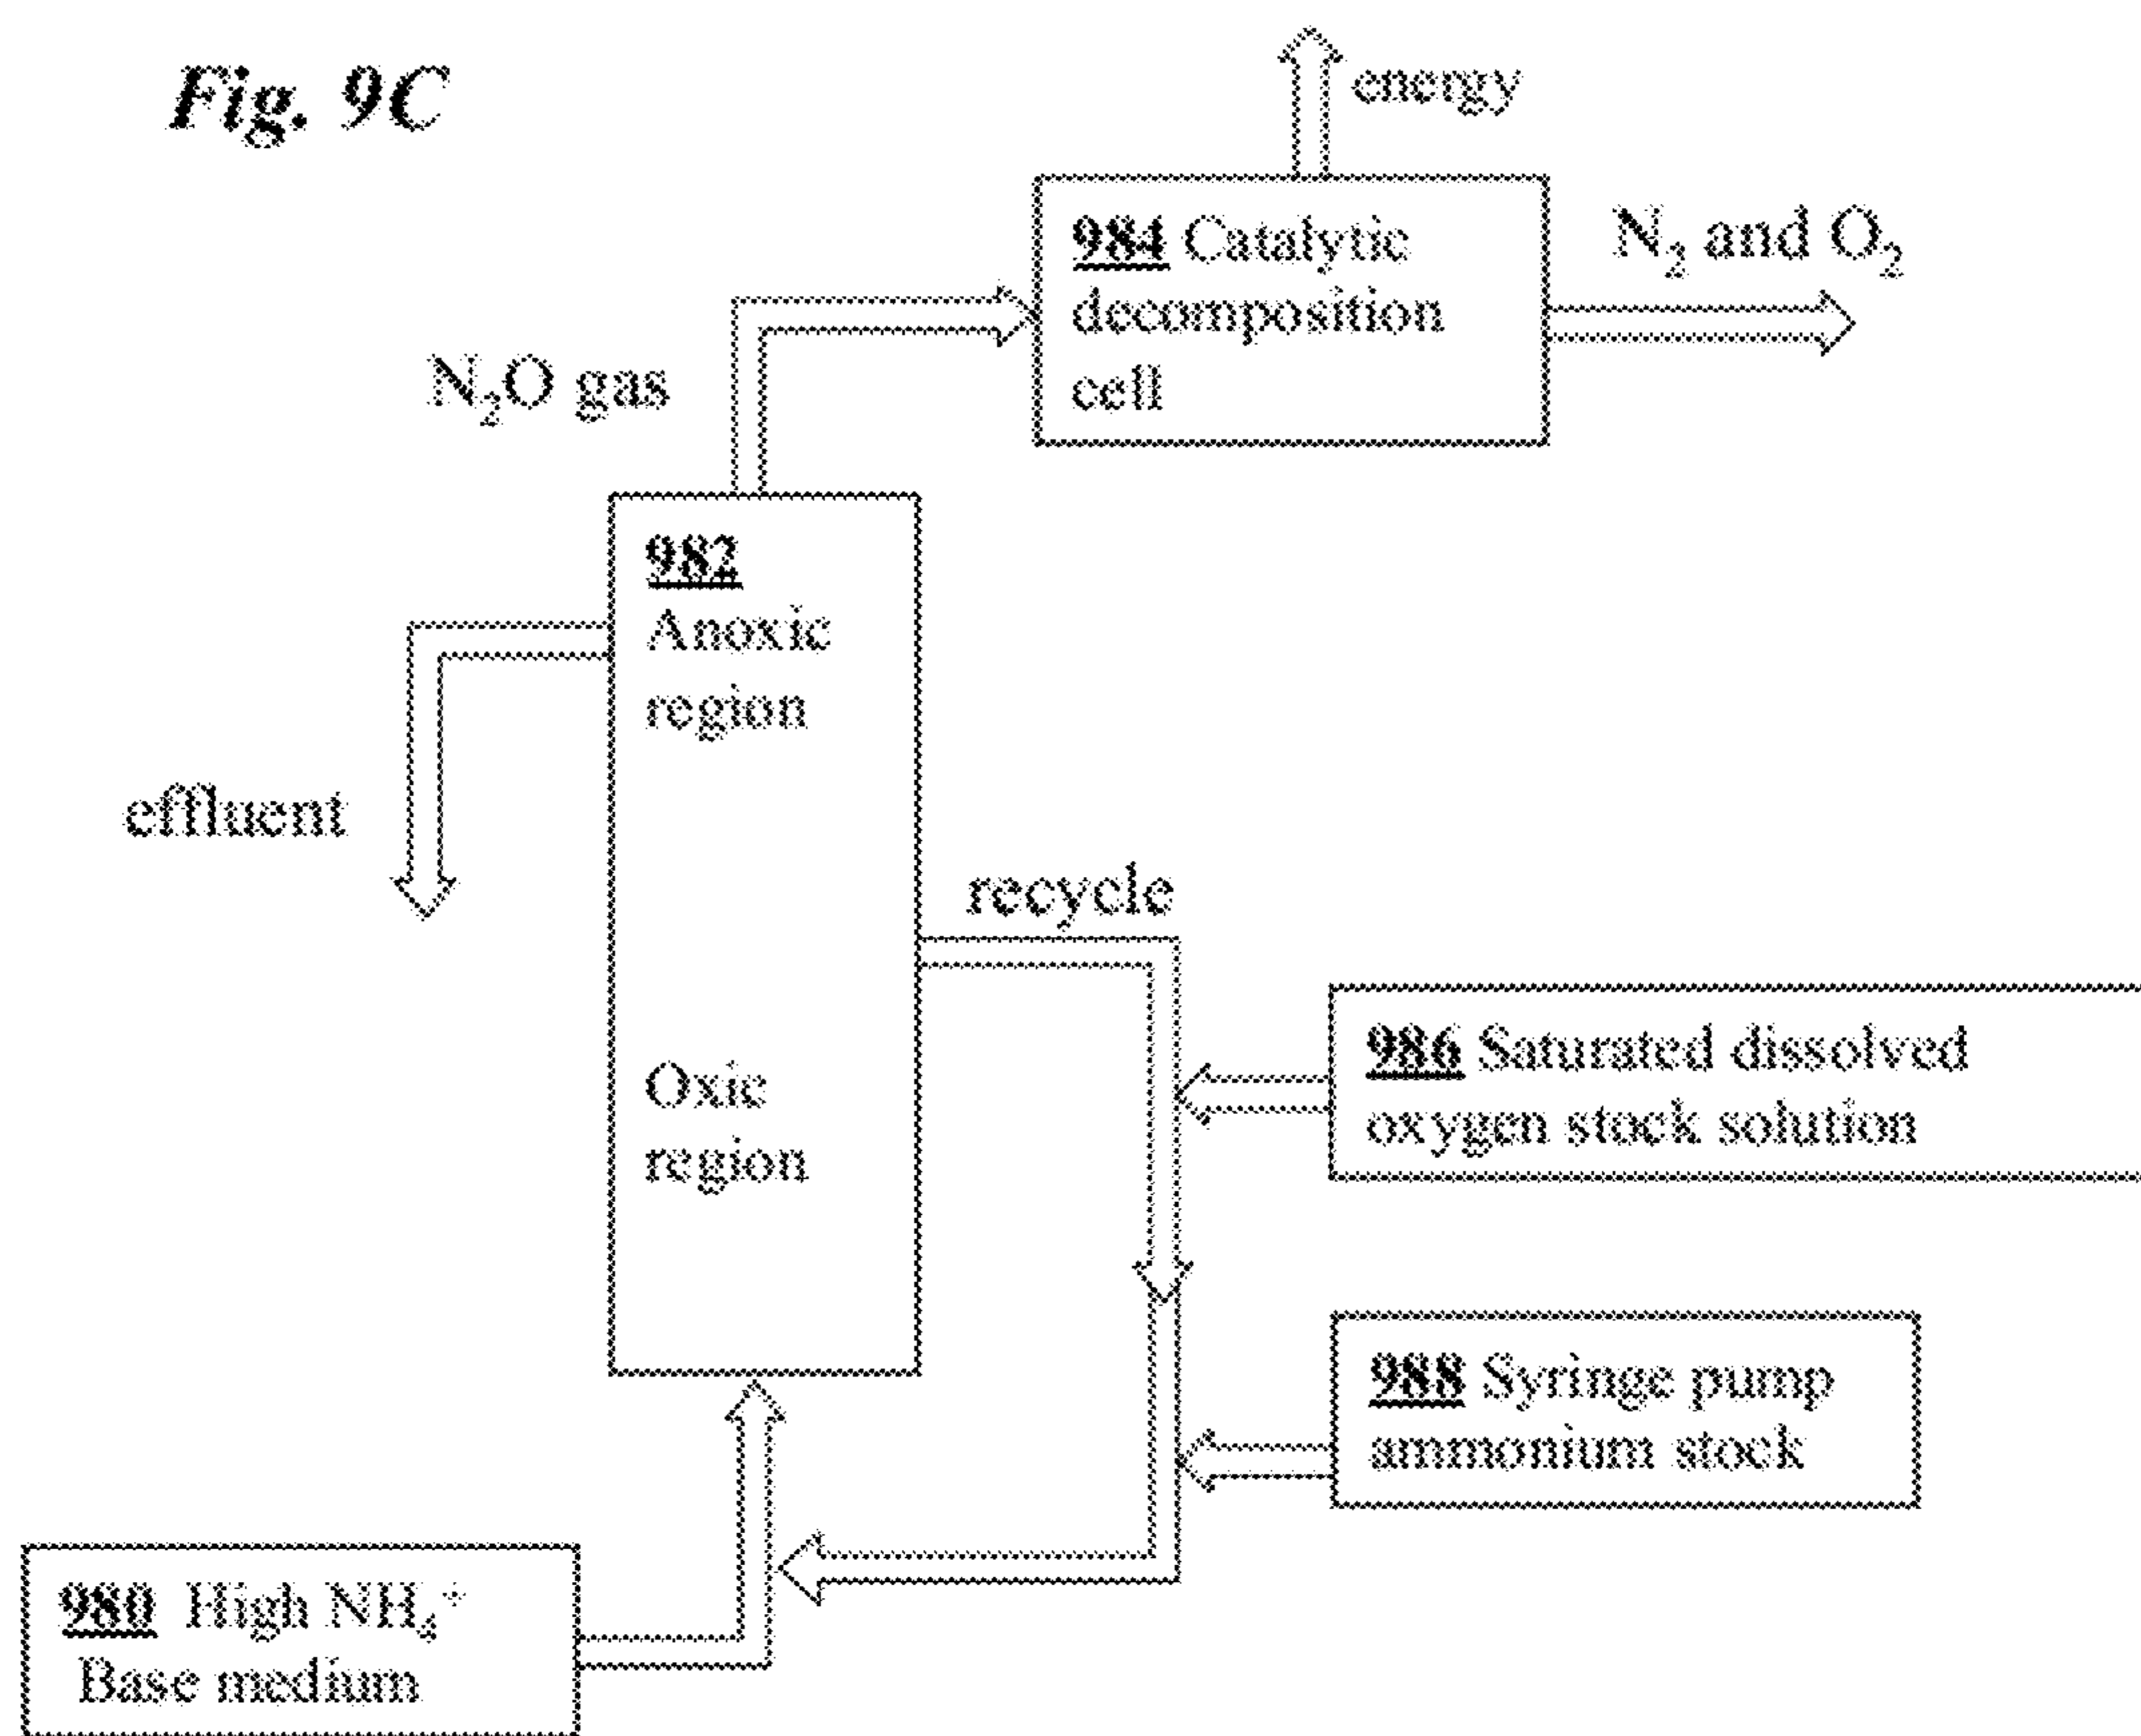 Fig. 9C
energy
984 Catalytic
decomposition
cell
N₂ and O₂
N₂O gas
982
Anoxic
region
effluent
recycle
Oxic
region
986 Saturated dissolved
oxygen stock solution
988 Syringe pump
ammonium stock
980 High NH₄⁺
Base medium